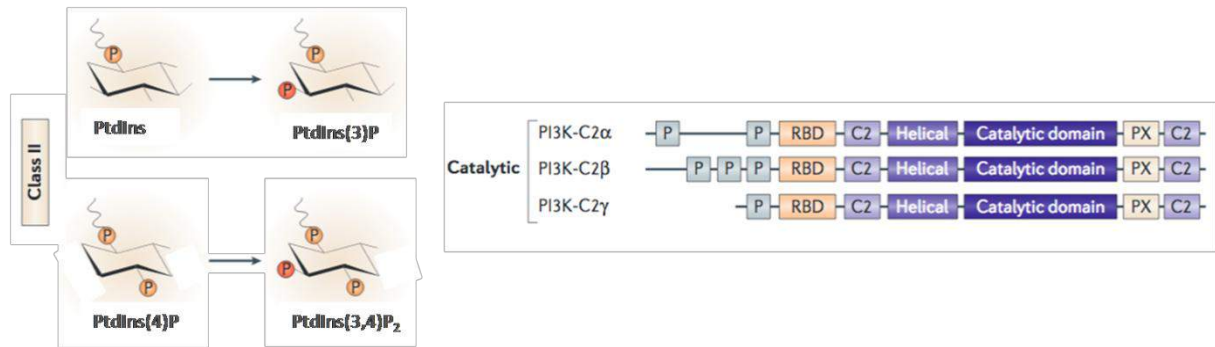 P
P
P
PtdIns
PtdIns(3)P
Class II
P
P
P
P
P
PtdIns(4)P
PtdIns(3,4)P₂
Catalytic
PI3K-C2α P P RBD C2 Helical Catalytic domain PX C2
PI3K-C2β P P P RBD C2 Helical Catalytic domain PX C2
PI3K-C2γ P RBD C2 Helical Catalytic domain PX C2